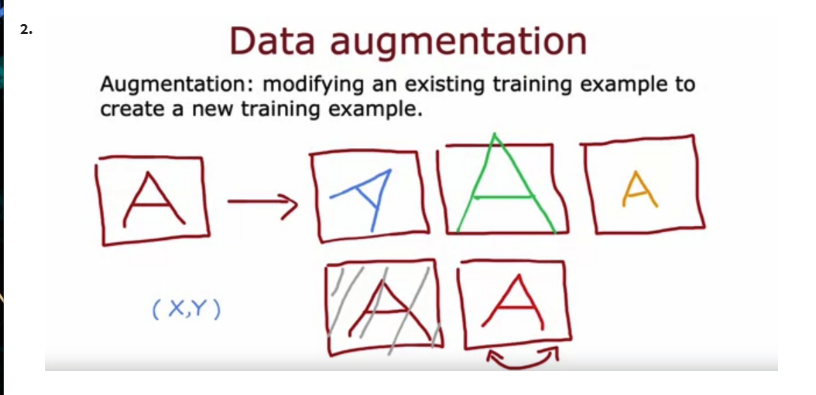 2.
Data augmentation
Augmentation: modifying an existing training example to
create a new training example.
A
A
A
A
(X,Y)
A
A